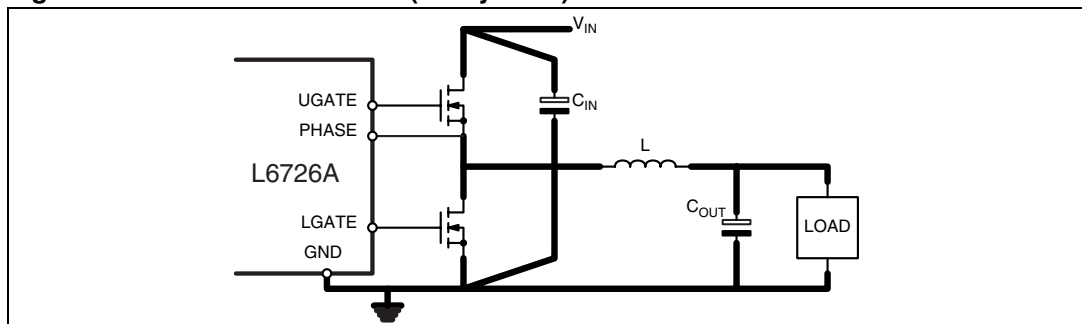 V_IN
UGATE
C_IN
PHASE
L
L6726A
C_OUT
LGATE
LOAD
GND